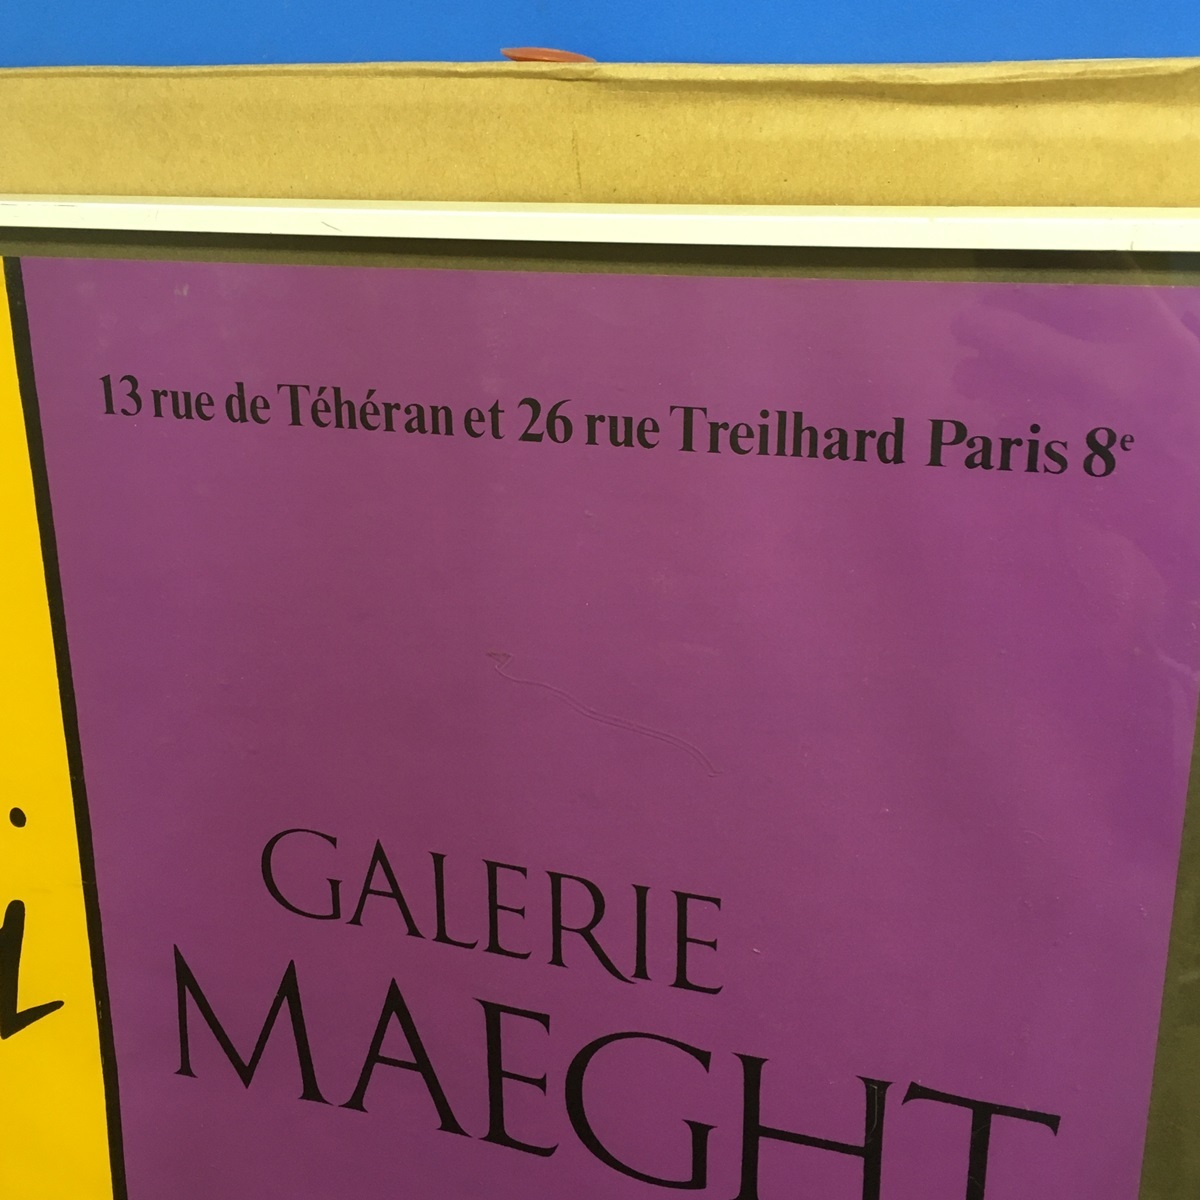 13 rue de Téhéran et 26 rue Treilhard Paris 8e
GALERIE
MAEGHT